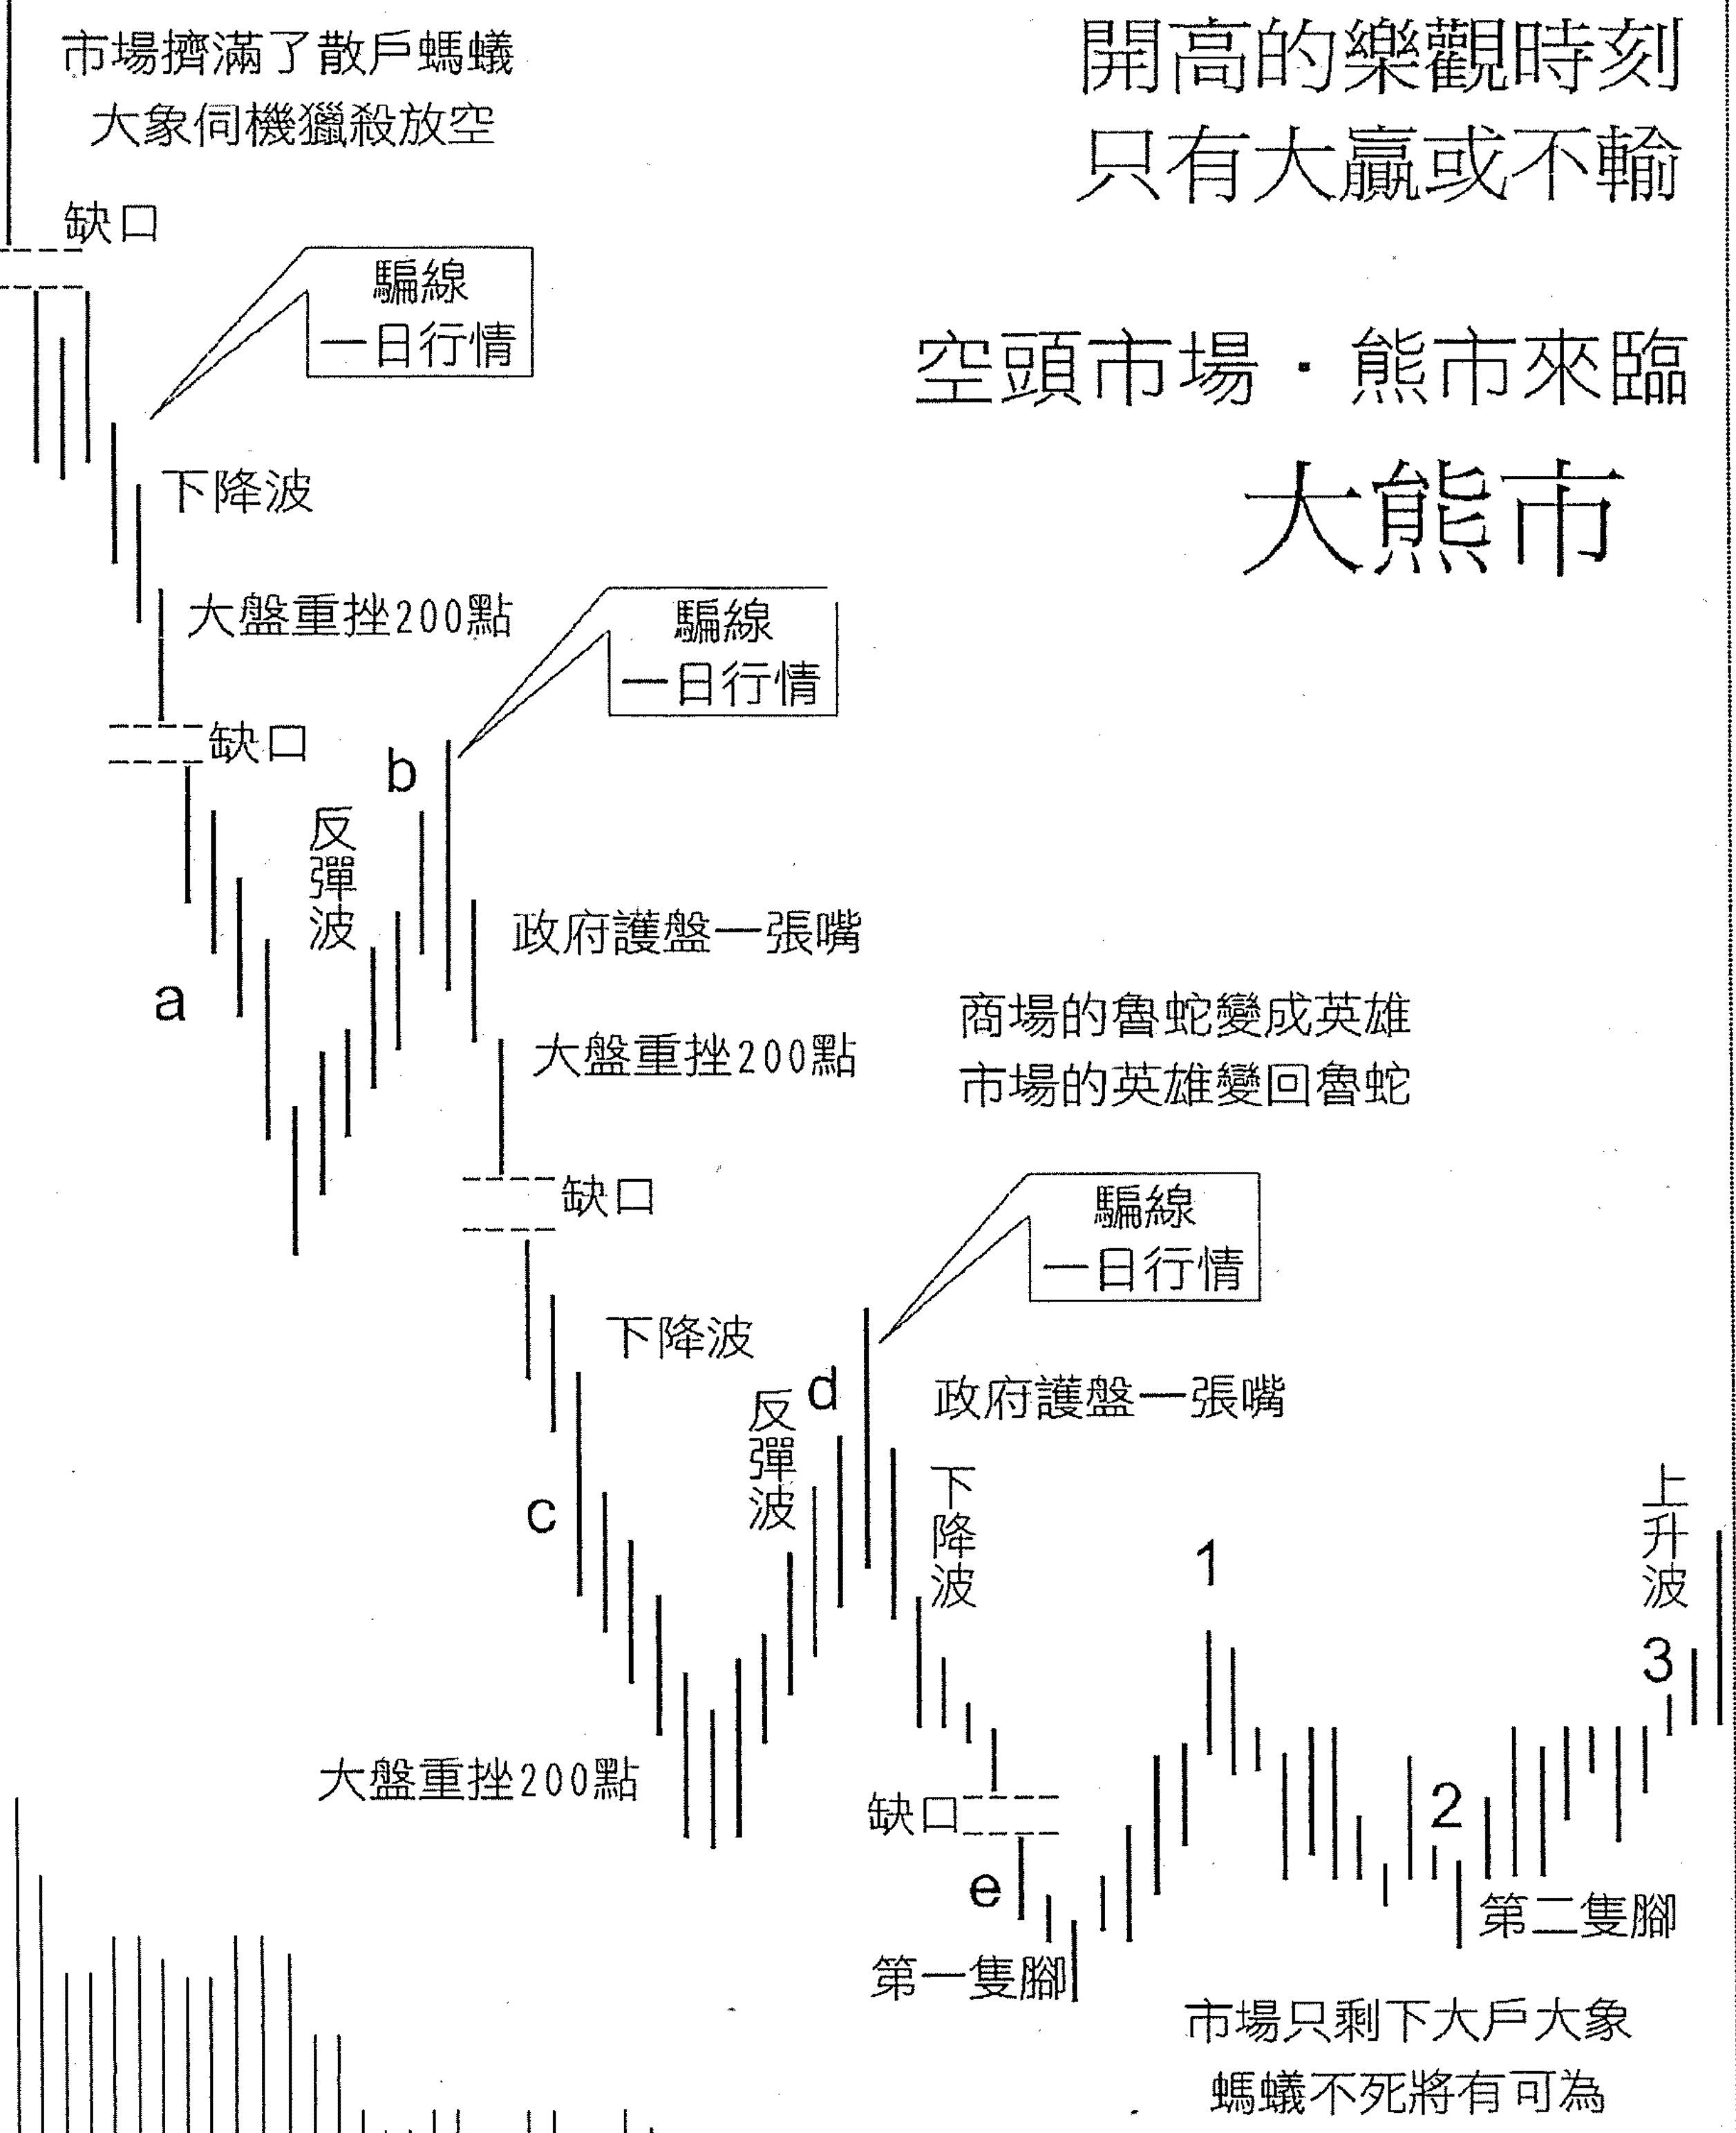 市場擠滿了散戶螞蟻
大象伺機獵殺放空
開高的樂觀時刻
只有大贏或不輸
缺口
騙線
一日行情
空頭市場・熊市來臨
大熊市
下降波
大盤重挫200點
騙線
一日行情
缺口
b
反彈波
a
政府護盤一張嘴
大盤重挫200點
商場的魯蛇變成英雄
市場的英雄變回魯蛇
缺口
騙線
一日行情
下降波
d
反彈波
c
政府護盤一張嘴
下降波
上升波
1
3
大盤重挫200點
缺口
2
e
第一隻腳
第二隻腳
市場只剩下大戶大象
螞蟻不死將有可為